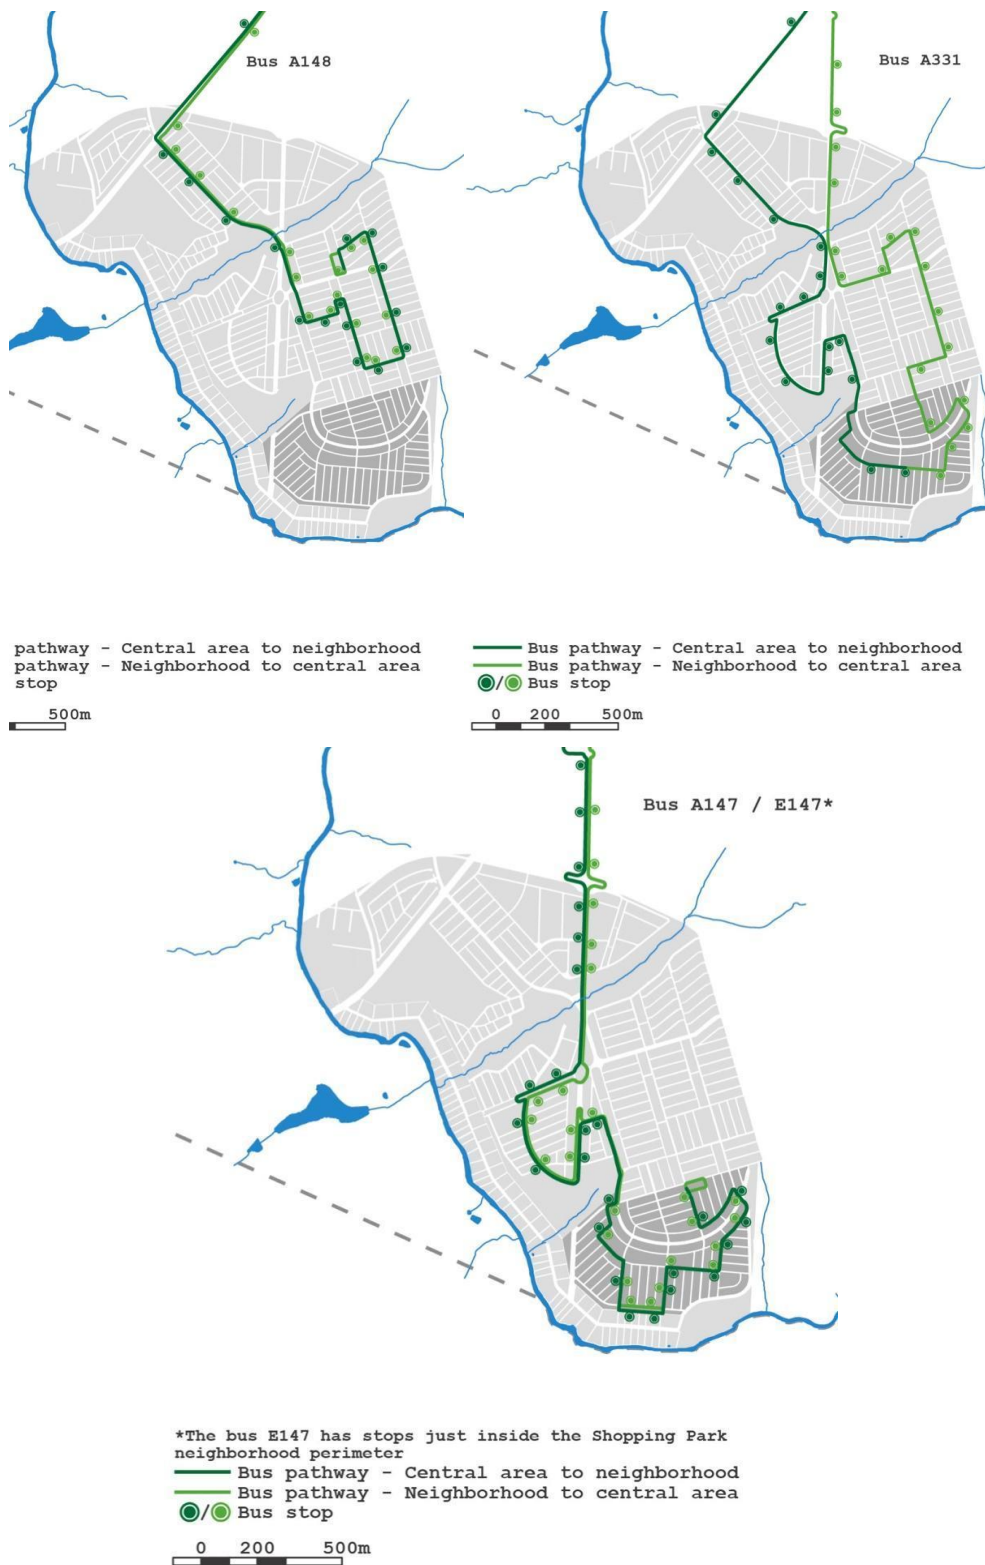 Bus A148
Bus A331
pathway - Central area to neighborhood
pathway - Neighborhood to central area
stop
500m
Bus pathway - Central area to neighborhood
Bus pathway - Neighborhood to central area
/ Bus stop
0 200 500m
Bus A147 / E147*
*The bus E147 has stops just inside the Shopping Park
neighborhood perimeter
Bus pathway - Central area to neighborhood
Bus pathway - Neighborhood to central area
/ Bus stop
0 200 500m